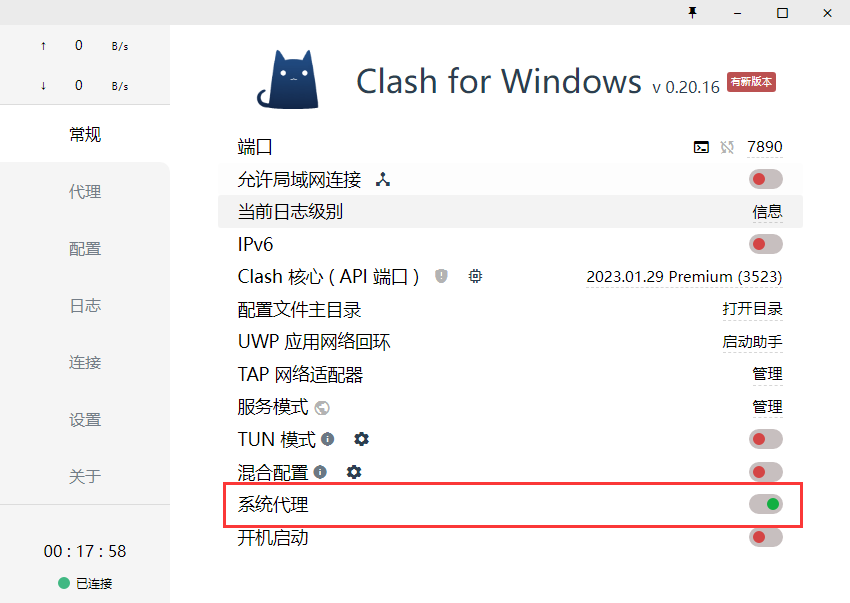 ↑ 0 B/s
↓ 0 B/s
常规
代理
配置
日志
连接
设置
关于
00 : 17 : 58
已连接
Clash for Windows v 0.20.16 有新版本
端口 7890
允许局域网连接
当前日志级别 信息
IPv6
Clash 核心 ( API 端口 ) 2023.01.29 Premium (3523)
配置文件主目录 打开目录
UWP 应用网络回环 启动助手
TAP 网络适配器 管理
服务模式 管理
TUN 模式
混合配置
系统代理
开机启动